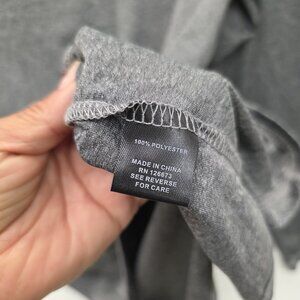 100% POLYESTER
MADE IN CHINA
RN 126673
SEE REVERSE
FOR CARE